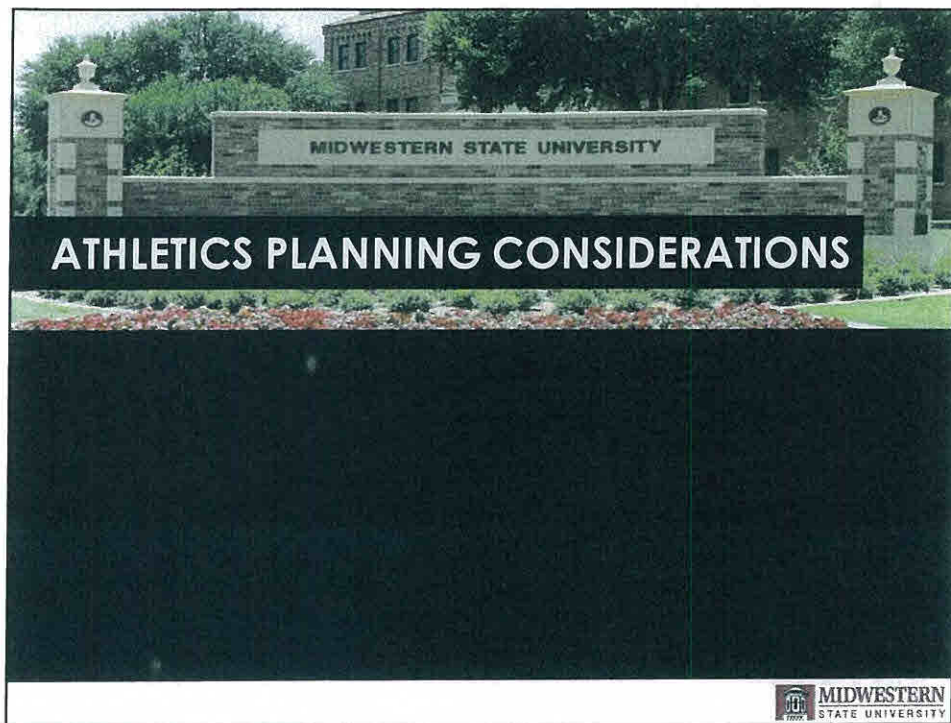 MIDWESTERN STATE UNIVERSITY
ATHLETICS PLANNING CONSIDERATIONS
MIDWESTERN
STATE UNIVERSITY